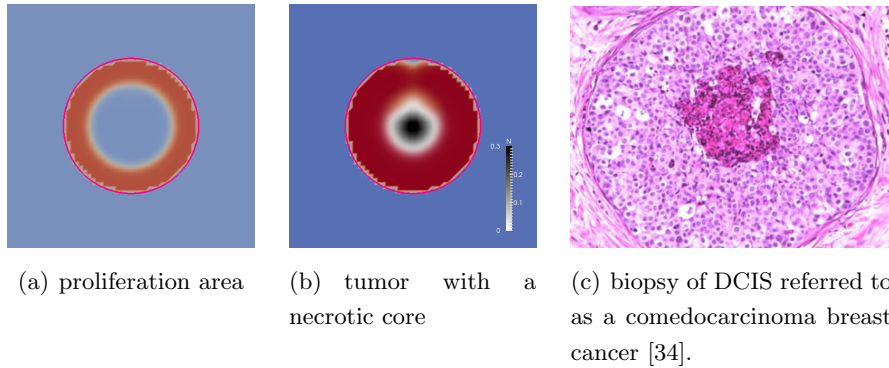 N
0.3
0.2
0.1
0
(a) proliferation area
(b) tumor with a
necrotic core
(c) biopsy of DCIS referred to
as a comedocarcinoma breast
cancer [34].